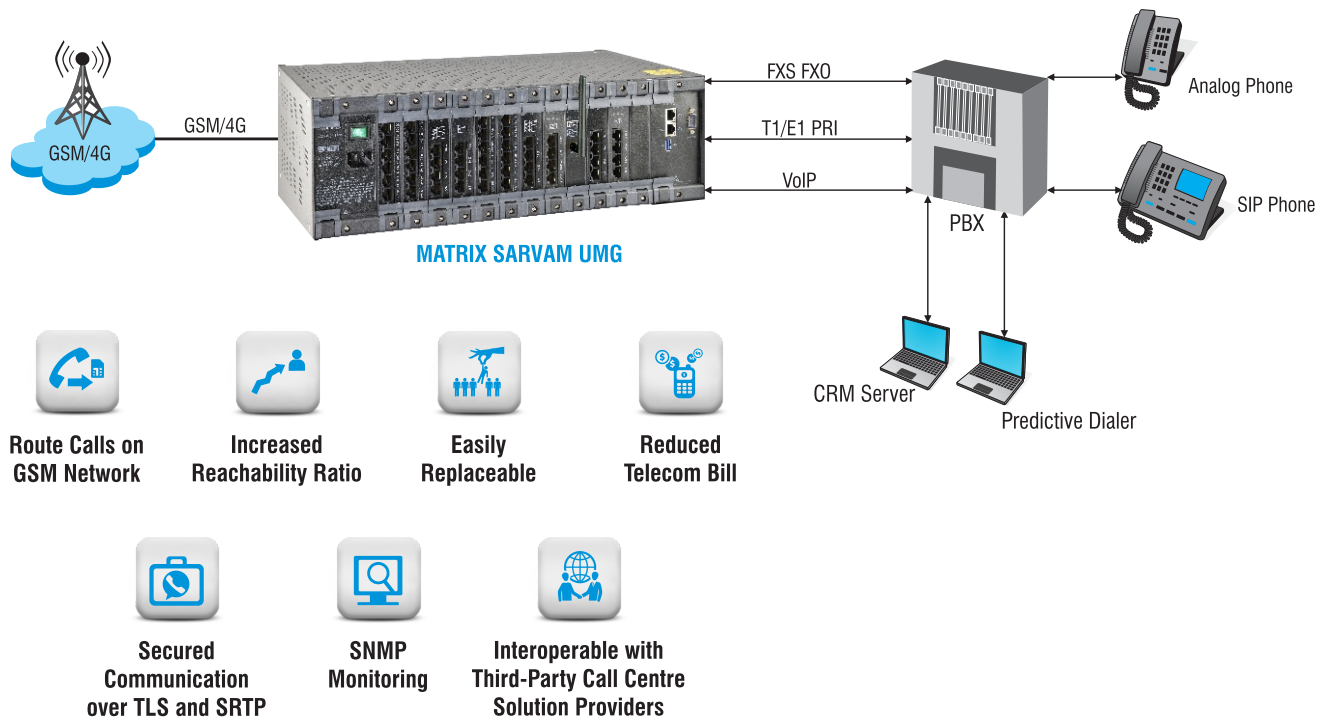 GSM/4G
GSM/4G
FXS FXO
T1/E1 PRI
VoIP
Analog Phone
SIP Phone
PBX
MATRIX SARVAM UMG
CRM Server
Predictive Dialer
Route Calls on
GSM Network
Increased
Reachability Ratio
Easily
Replaceable
Reduced
Telecom Bill
Secured
Communication
over TLS and SRTP
SNMP
Monitoring
Interoperable with
Third-Party Call Centre
Solution Providers